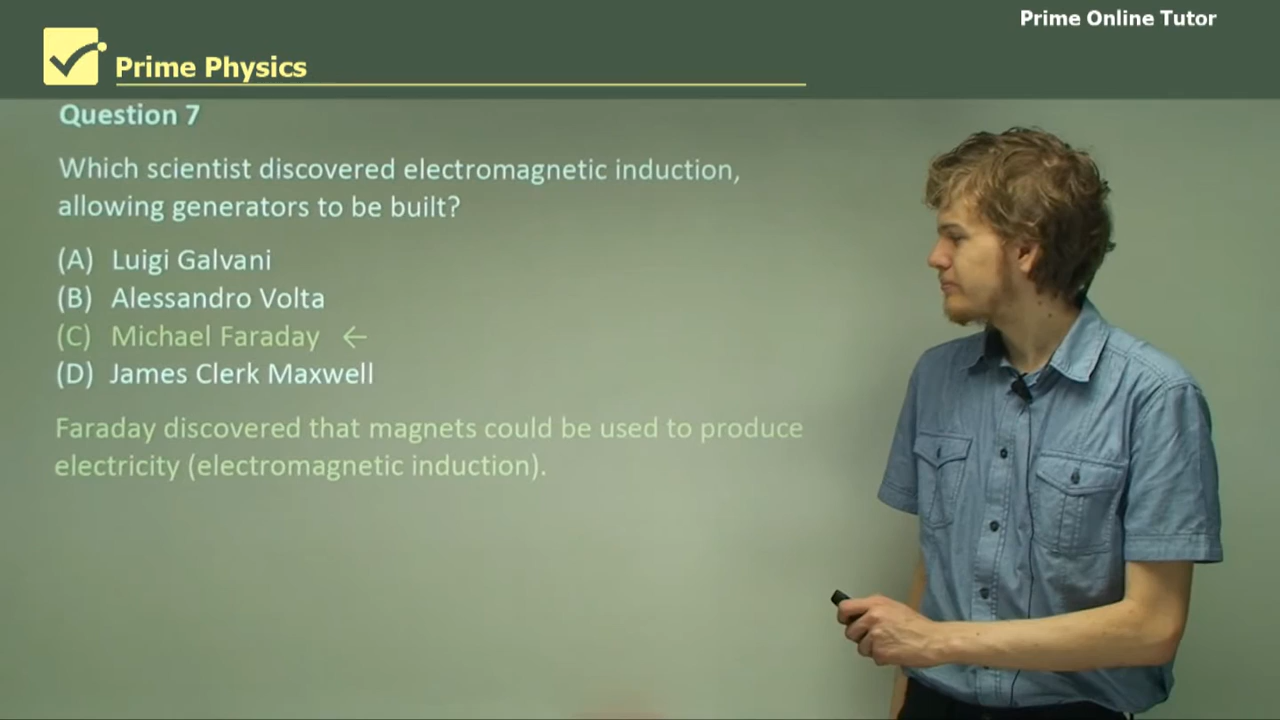 Prime Online Tutor
Prime Physics
Question 7
Which scientist discovered electromagnetic induction,
allowing generators to be built?
(A) Luigi Galvani
(B) Alessandro Volta
(C) Michael Faraday ←
(D) James Clerk Maxwell
Faraday discovered that magnets could be used to produce
electricity (electromagnetic induction).